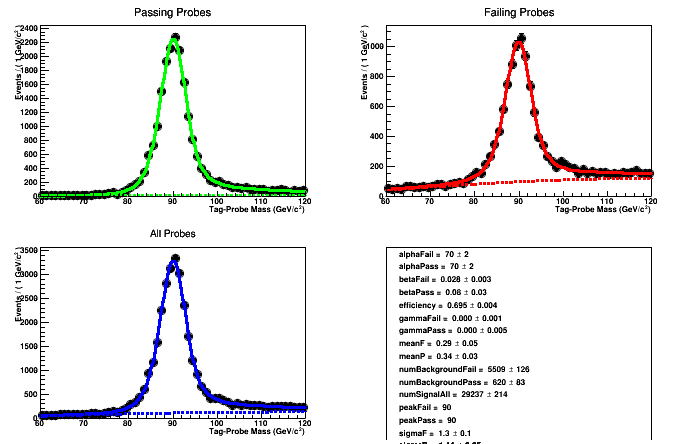 Passing Probes
Events / ( 1 GeV/c² )
2400
2200
2000
1800
1600
1400
1200
1000
800
600
400
200
0
60 70 80 90 100 110 120
Tag-Probe Mass (GeV/c²)
Failing Probes
Events / ( 1 GeV/c² )
1000
800
600
400
200
0
60 70 80 90 100 110 120
Tag-Probe Mass (GeV/c²)
All Probes
Events / ( 1 GeV/c² )
3500
3000
2500
2000
1500
1000
500
0
60 70 80 90 100 110 120
Tag-Probe Mass (GeV/c²)
alphaFail = 70 ± 2
alphaPass = 70 ± 2
betaFail = 0.028 ± 0.003
betaPass = 0.06 ± 0.03
efficiency = 0.695 ± 0.004
gammaFail = 0.000 ± 0.001
gammaPass = 0.000 ± 0.005
meanF = 0.29 ± 0.05
meanP = 0.34 ± 0.03
numBackgroundFail = 5509 ± 126
numBackgroundPass = 620 ± 83
numSignalAll = 29237 ± 214
peakFail = 90
peakPass = 90
sigmaF = 1.3 ± 0.1